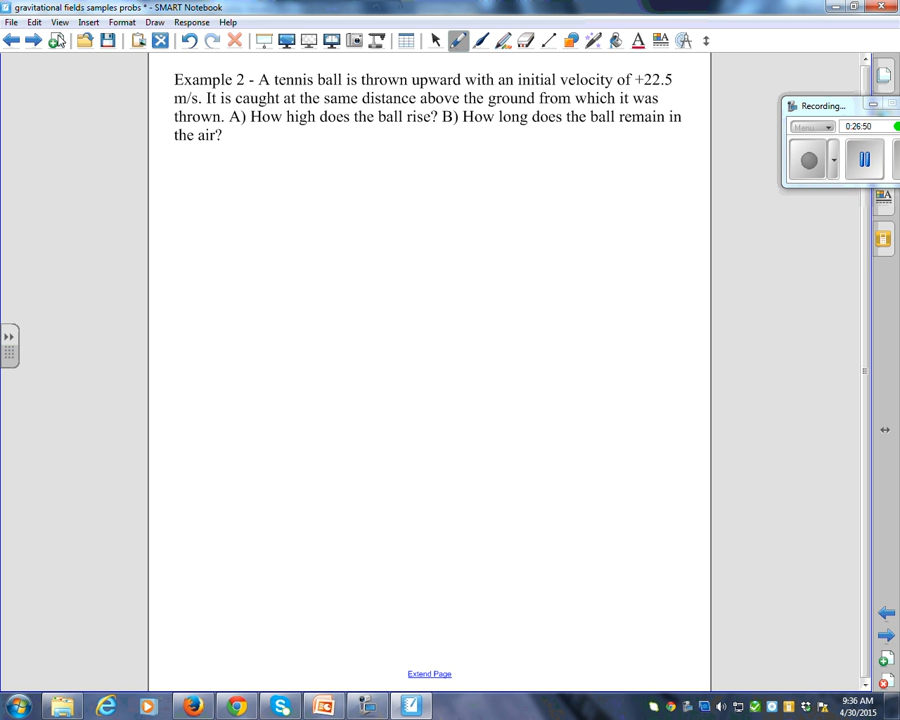 gravitational fields samples probs * - SMART Notebook
File Edit View Insert Format Draw Response Help
Example 2 - A tennis ball is thrown upward with an initial velocity of +22.5
m/s. It is caught at the same distance above the ground from which it was
thrown. A) How high does the ball rise? B) How long does the ball remain in
the air?
Recording...
Menu
0:26:50
Extend Page
9:36 AM
4/30/2015